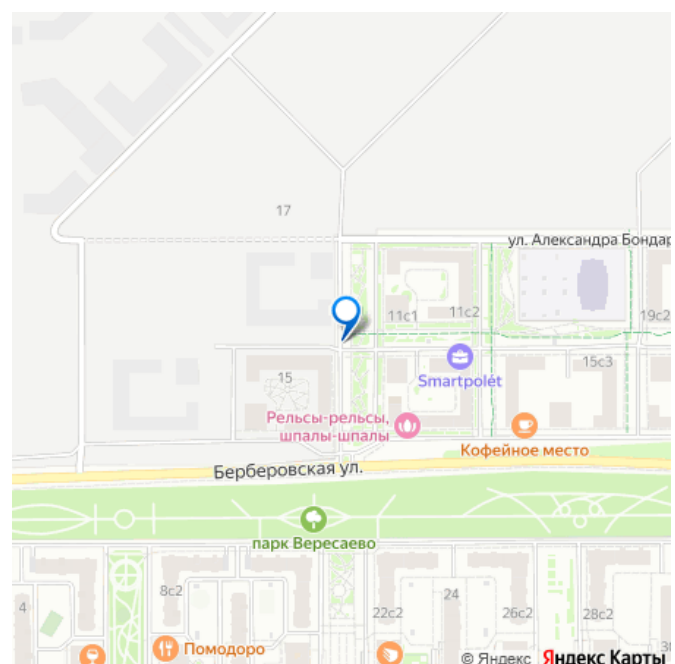 17
ул. Александра Бондар
11с1
11с2
19с2
15
Smartpolét
15с3
Рельсы-рельсы,
шпалы-шпалы
Кофейное место
Берберовская ул.
парк Вересаево
4
8с2
22с2
24
26с2
28с2
Помодоро
© Яндекс Яндекс Карты